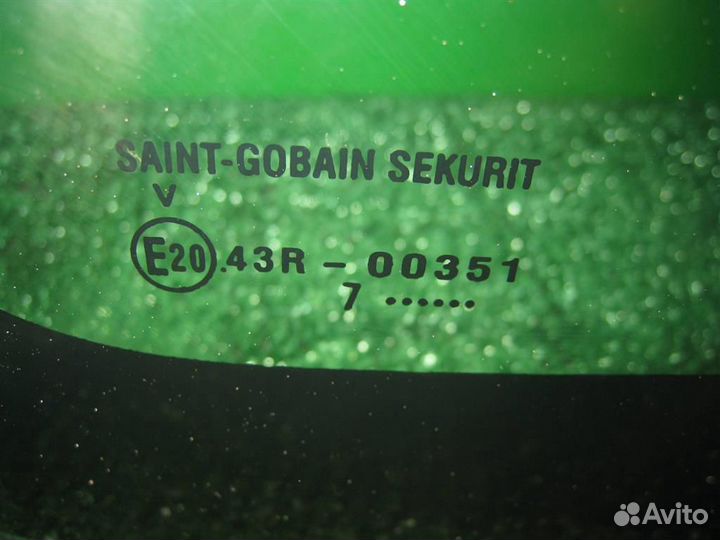 SAINT-GOBAIN SEKURIT
V
E20 .43R - 00351
7 ......
Avito